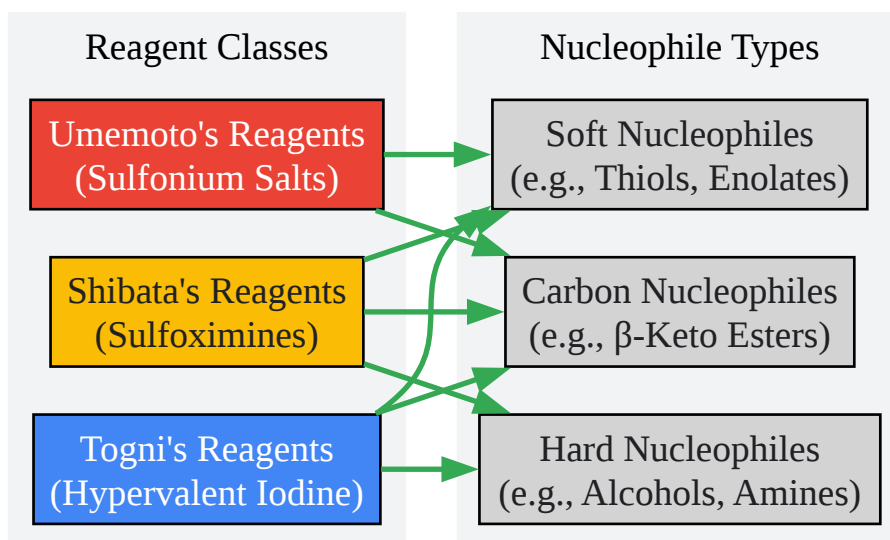 Reagent Classes
Umemoto's Reagents
(Sulfonium Salts)
Shibata's Reagents
(Sulfoximines)
Togni's Reagents
(Hypervalent Iodine)
Nucleophile Types
Soft Nucleophiles
(e.g., Thiols, Enolates)
Carbon Nucleophiles
(e.g., β-Keto Esters)
Hard Nucleophiles
(e.g., Alcohols, Amines)